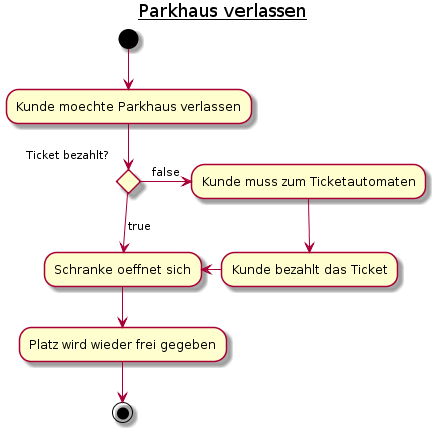 Parkhaus verlassen
Kunde moechte Parkhaus verlassen
Ticket bezahlt?
false
Kunde muss zum Ticketautomaten
true
Schranke oeffnet sich
Kunde bezahlt das Ticket
Platz wird wieder frei gegeben